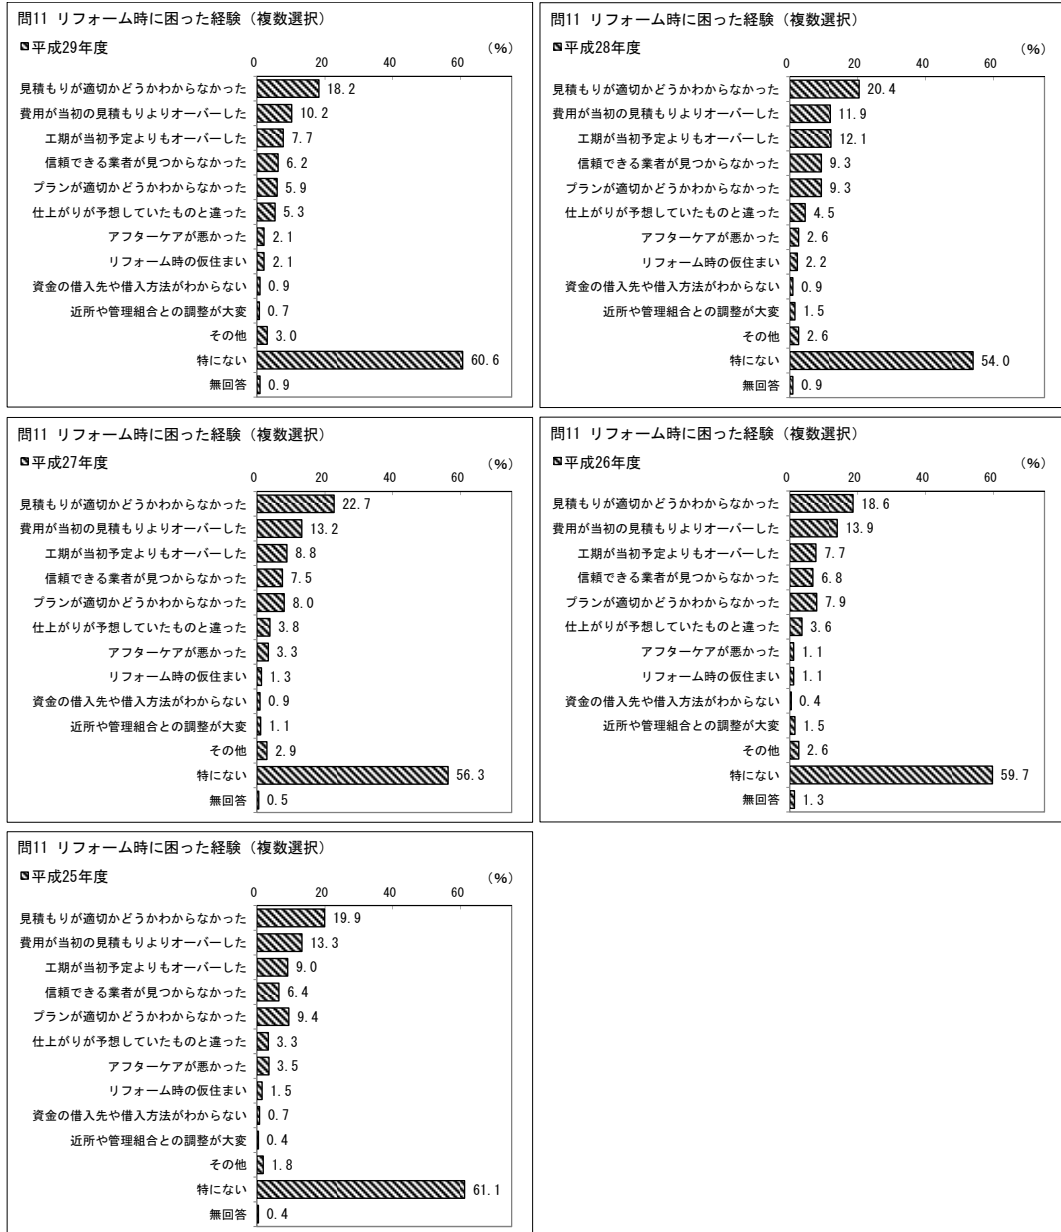 問11 リフォーム時に困った経験（複数選択）
平成29年度
（%）
0 20 40 60
見積もりが適切かどうかわからなかった 18.2
費用が当初の見積もりよりオーバーした 10.2
工期が当初予定よりもオーバーした 7.7
信頼できる業者が見つからなかった 6.2
プランが適切かどうかわからなかった 5.9
仕上がりが予想していたものと違った 5.3
アフターケアが悪かった 2.1
リフォーム時の仮住まい 2.1
資金の借入先や借入方法がわからない 0.9
近所や管理組合との調整が大変 0.7
その他 3.0
特にない 60.6
無回答 0.9
問11 リフォーム時に困った経験（複数選択）
平成28年度
（%）
0 20 40 60
見積もりが適切かどうかわからなかった 20.4
費用が当初の見積もりよりオーバーした 11.9
工期が当初予定よりもオーバーした 12.1
信頼できる業者が見つからなかった 9.3
プランが適切かどうかわからなかった 9.3
仕上がりが予想していたものと違った 4.5
アフターケアが悪かった 2.6
リフォーム時の仮住まい 2.2
資金の借入先や借入方法がわからない 0.9
近所や管理組合との調整が大変 1.5
その他 2.6
特にない 54.0
無回答 0.9
問11 リフォーム時に困った経験（複数選択）
平成27年度
（%）
0 20 40 60
見積もりが適切かどうかわからなかった 22.7
費用が当初の見積もりよりオーバーした 13.2
工期が当初予定よりもオーバーした 8.8
信頼できる業者が見つからなかった 7.5
プランが適切かどうかわからなかった 8.0
仕上がりが予想していたものと違った 3.8
アフターケアが悪かった 3.3
リフォーム時の仮住まい 1.3
資金の借入先や借入方法がわからない 0.9
近所や管理組合との調整が大変 1.1
その他 2.9
特にない 56.3
無回答 0.5
問11 リフォーム時に困った経験（複数選択）
平成26年度
（%）
0 20 40 60
見積もりが適切かどうかわからなかった 18.6
費用が当初の見積もりよりオーバーした 13.9
工期が当初予定よりもオーバーした 7.7
信頼できる業者が見つからなかった 6.8
プランが適切かどうかわからなかった 7.9
仕上がりが予想していたものと違った 3.6
アフターケアが悪かった 1.1
リフォーム時の仮住まい 1.1
資金の借入先や借入方法がわからない 0.4
近所や管理組合との調整が大変 1.5
その他 2.6
特にない 59.7
無回答 1.3
問11 リフォーム時に困った経験（複数選択）
平成25年度
（%）
0 20 40 60
見積もりが適切かどうかわからなかった 19.9
費用が当初の見積もりよりオーバーした 13.3
工期が当初予定よりもオーバーした 9.0
信頼できる業者が見つからなかった 6.4
プランが適切かどうかわからなかった 9.4
仕上がりが予想していたものと違った 3.3
アフターケアが悪かった 3.5
リフォーム時の仮住まい 1.5
資金の借入先や借入方法がわからない 0.7
近所や管理組合との調整が大変 0.4
その他 1.8
特にない 61.1
無回答 0.4